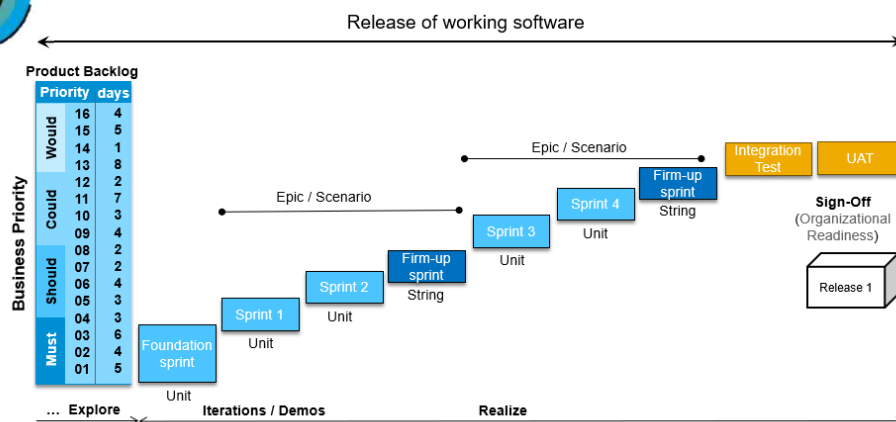 Release of working software
Product Backlog
Priority days
Business Priority
Would
Could
Should
Must
16 4
15 5
14 1
13 8
12 2
11 7
10 3
09 4
08 2
07 2
06 4
05 3
04 3
03 6
02 4
01 5
Foundation
sprint
Unit
Sprint 1
Unit
Sprint 2
Unit
Firm-up
sprint
String
Epic / Scenario
Sprint 3
Unit
Sprint 4
Unit
Firm-up
sprint
String
Epic / Scenario
Integration
Test
UAT
Sign-Off
(Organizational
Readiness)
Release 1
... Explore
Iterations / Demos
Realize